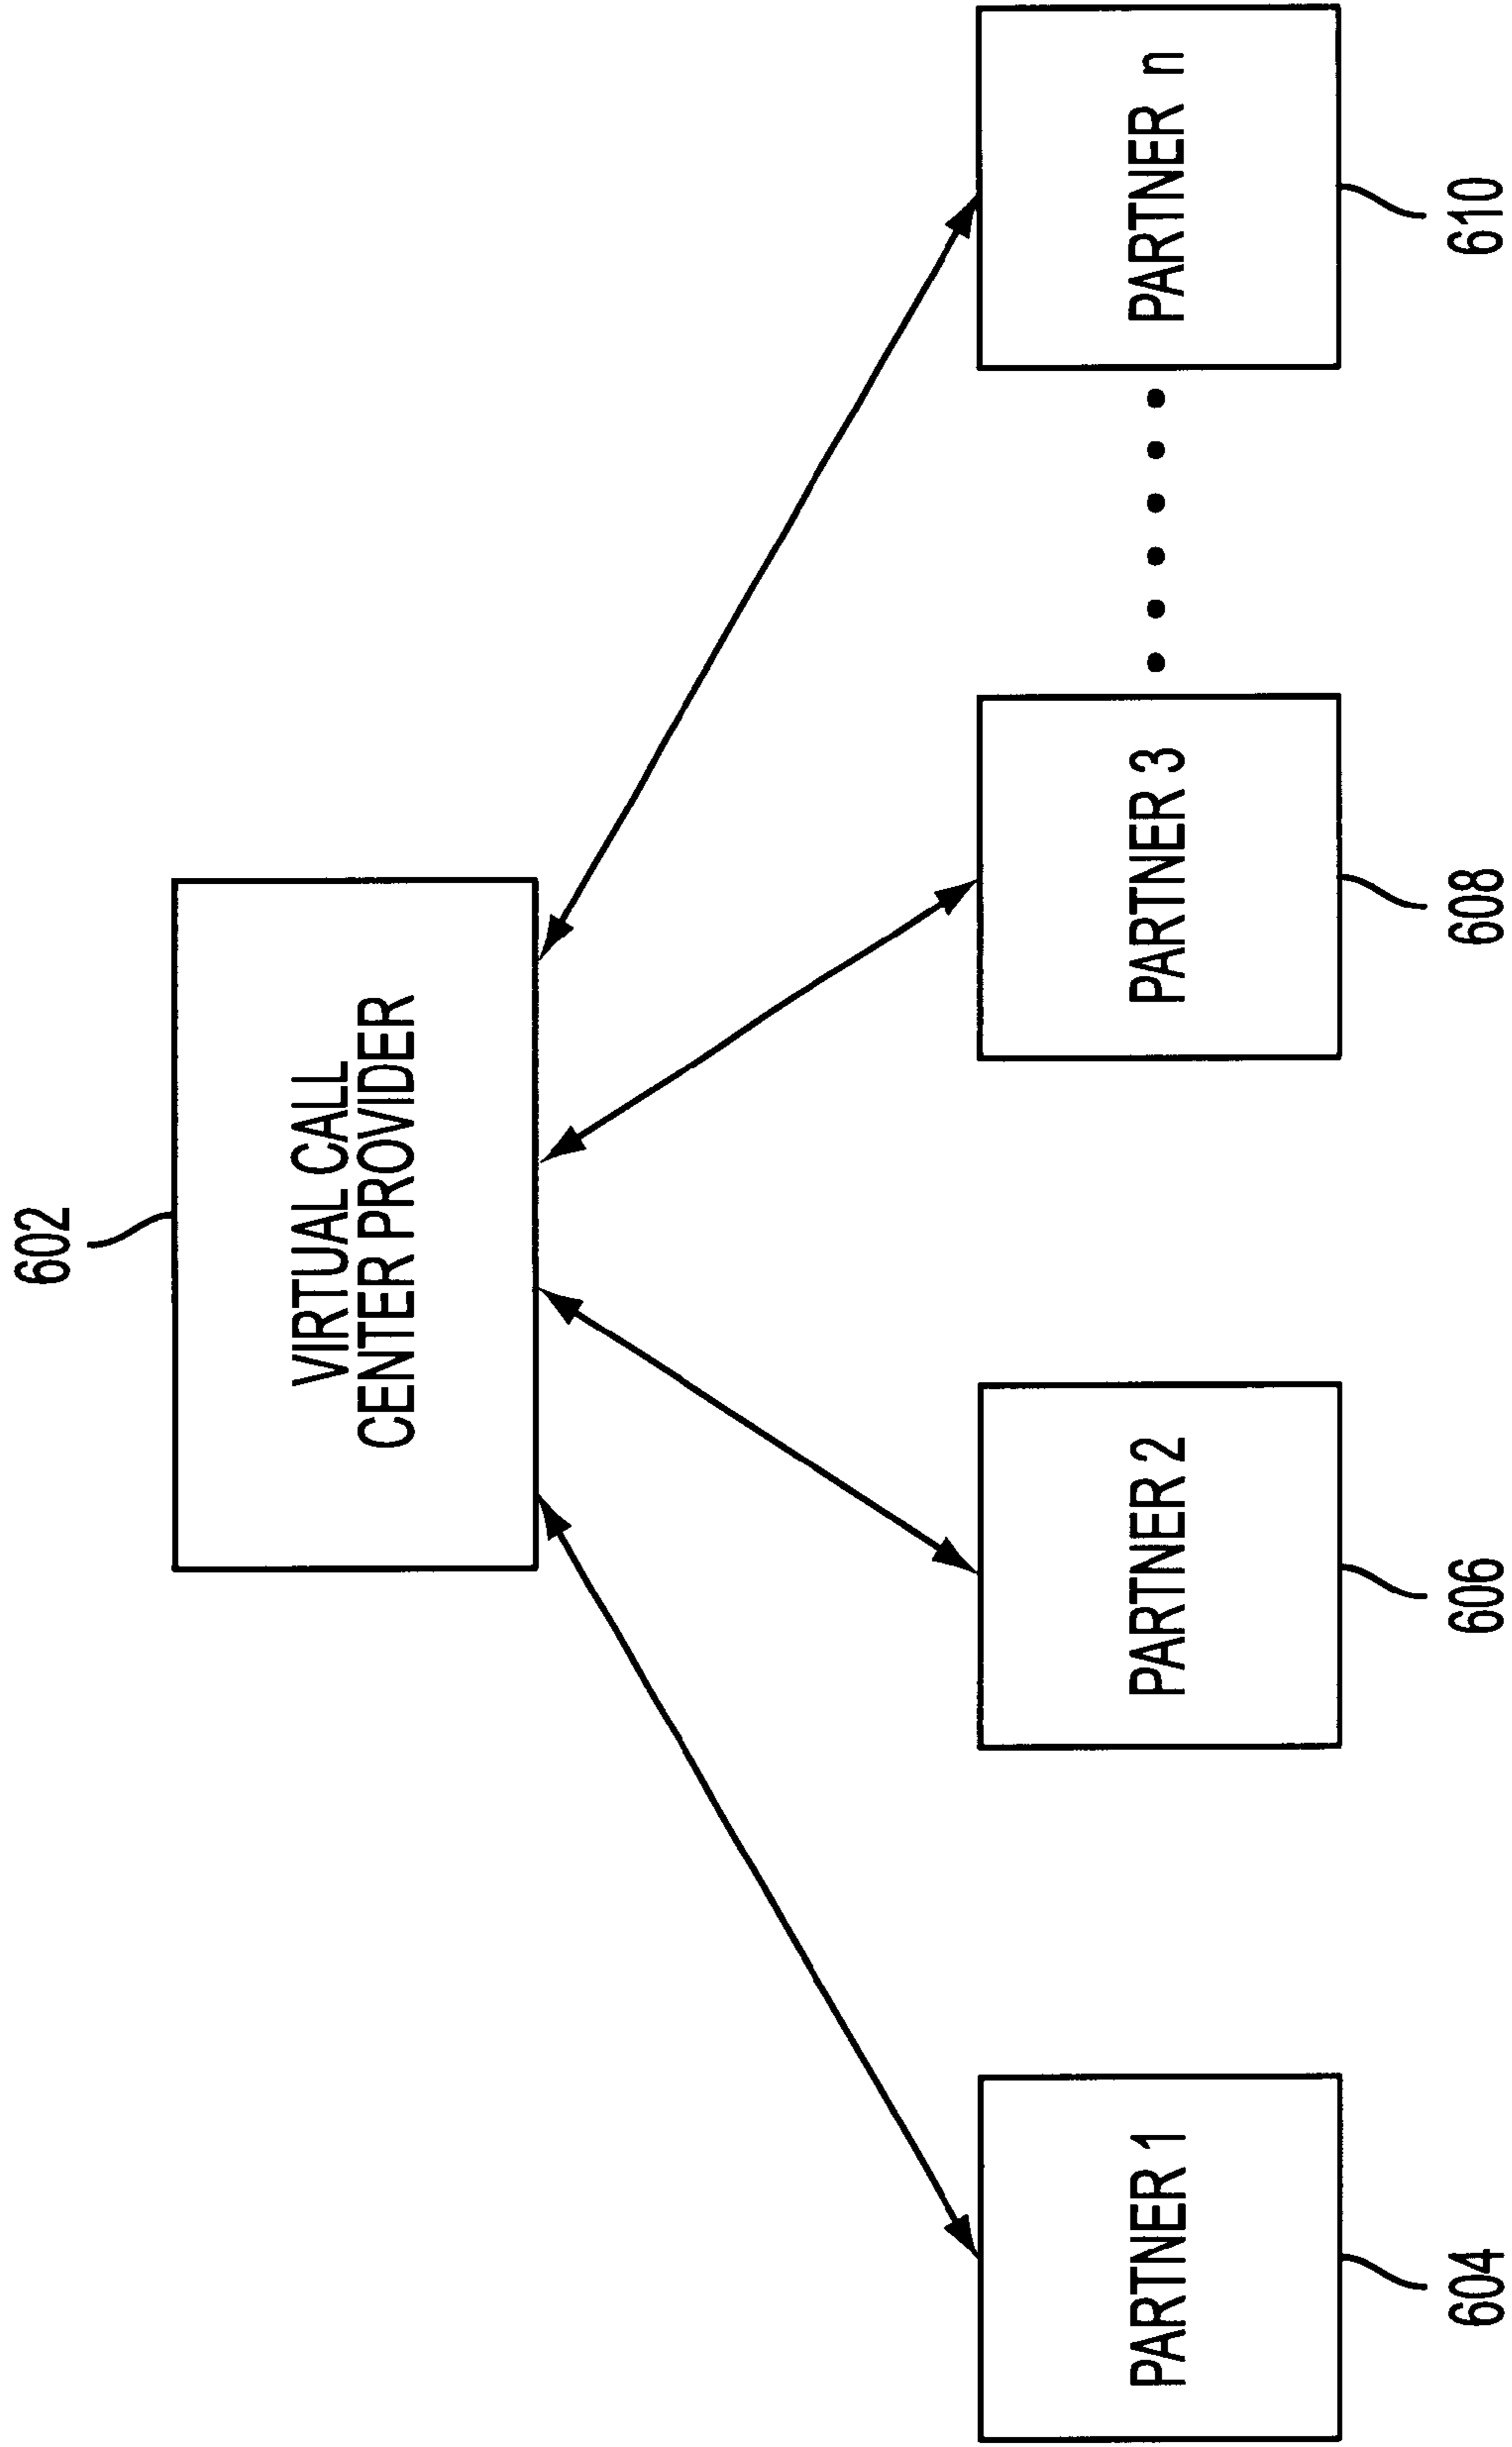 602
VIRTUAL CALL
CENTER PROVIDER
PARTNER 1
PARTNER 2
PARTNER 3
PARTNER n
604
606
608
610